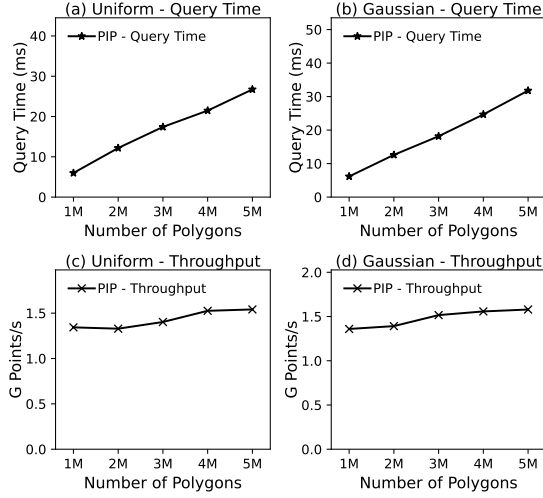 (a) Uniform - Query Time
PIP - Query Time
Query Time (ms)
40
30
20
10
0
1M 2M 3M 4M 5M
Number of Polygons
(b) Gaussian - Query Time
PIP - Query Time
Query Time (ms)
50
40
30
20
10
0
1M 2M 3M 4M 5M
Number of Polygons
(c) Uniform - Throughput
PIP - Throughput
G Points/s
1.5
1.0
0.5
0.0
1M 2M 3M 4M 5M
Number of Polygons
(d) Gaussian - Throughput
PIP - Throughput
G Points/s
2.0
1.5
1.0
0.5
0.0
1M 2M 3M 4M 5M
Number of Polygons